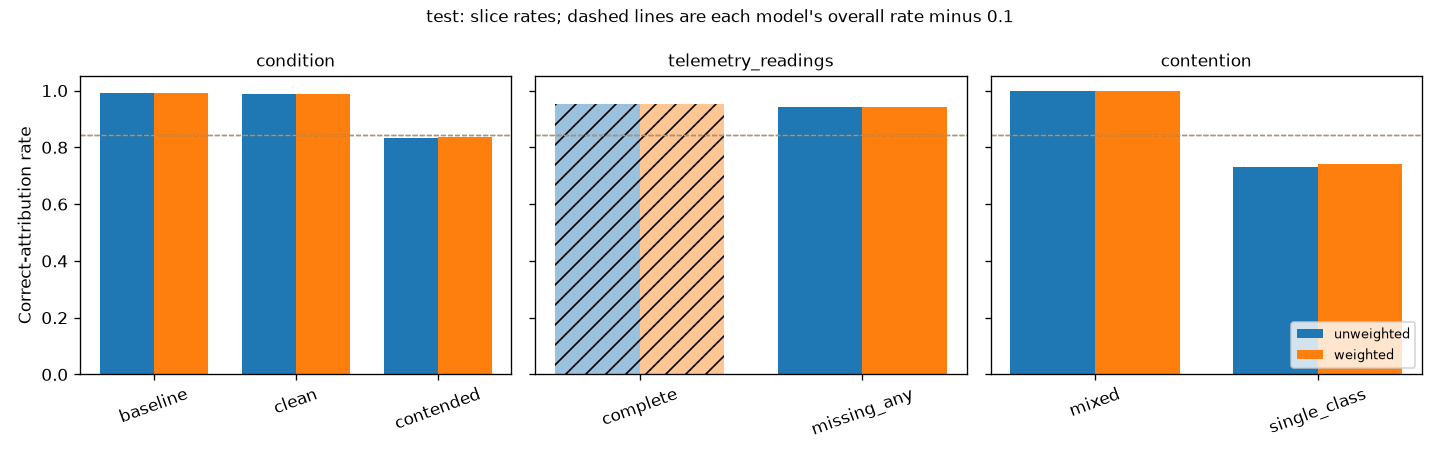 test: slice rates; dashed lines are each model's overall rate minus 0.1
condition
telemetry_readings
contention
Correct-attribution rate
1.0
0.8
0.6
0.4
0.2
0.0
baseline
clean
contended
complete
missing_any
mixed
single_class
unweighted
weighted